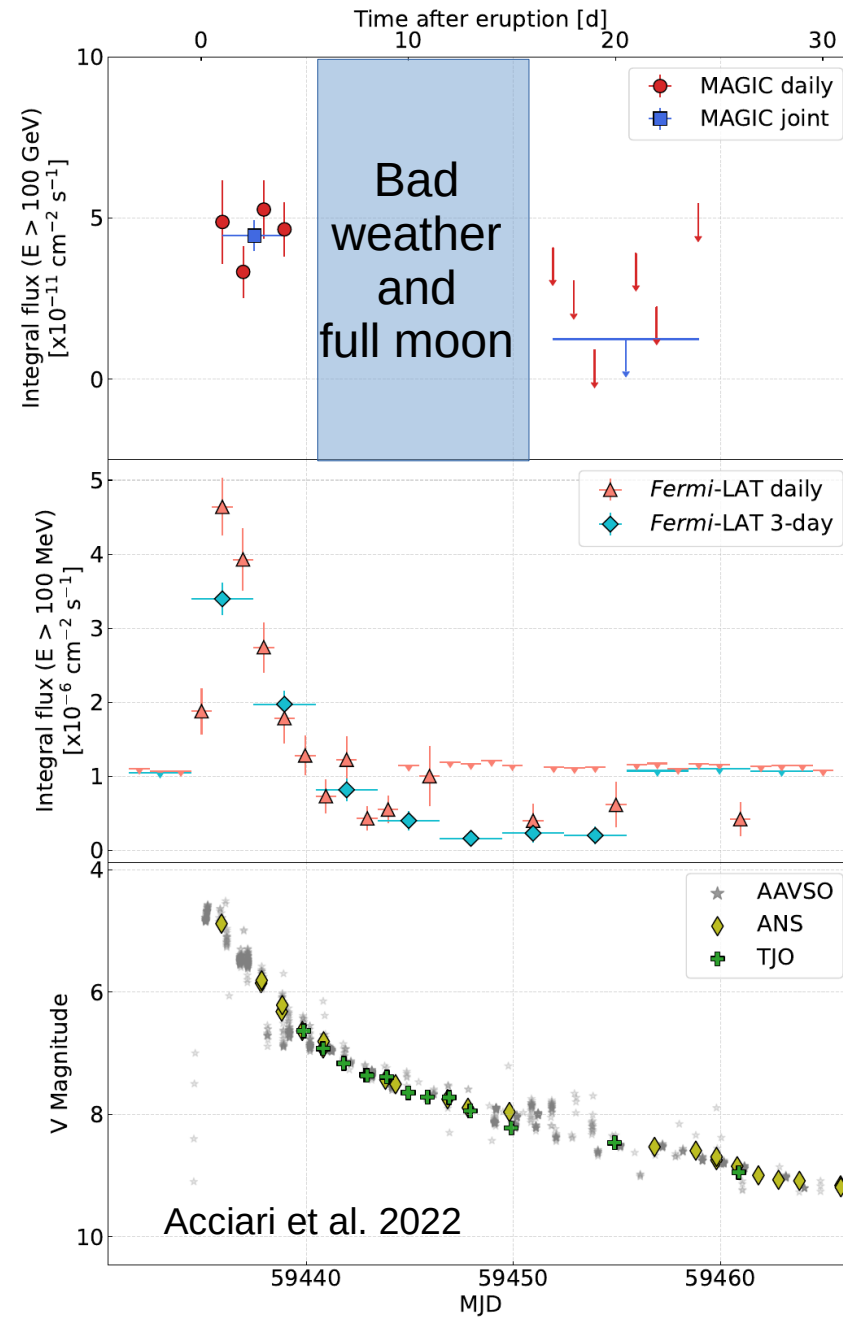 Time after eruption [d]
0 10 20 30
10
5
0
Integral flux (E > 100 GeV)
[x10⁻¹¹ cm⁻² s⁻¹]
MAGIC daily
MAGIC joint
Bad
weather
and
full moon
5
4
3
2
1
0
Integral flux (E > 100 MeV)
[x10⁻⁶ cm⁻² s⁻¹]
Fermi-LAT daily
Fermi-LAT 3-day
4
6
8
10
V Magnitude
AAVSO
ANS
TJO
Acciari et al. 2022
59440 59450 59460
MJD